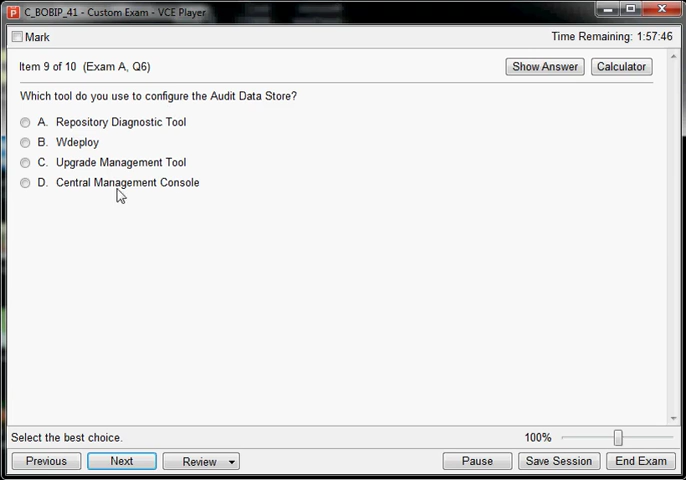 C_BOBIP_41 - Custom Exam - VCE Player
Mark
Time Remaining: 1:57:46
Item 9 of 10 (Exam A, Q6)
Show Answer
Calculator
Which tool do you use to configure the Audit Data Store?
A. Repository Diagnostic Tool
B. Wdeploy
C. Upgrade Management Tool
D. Central Management Console
Select the best choice.
100%
Previous
Next
Review
Pause
Save Session
End Exam